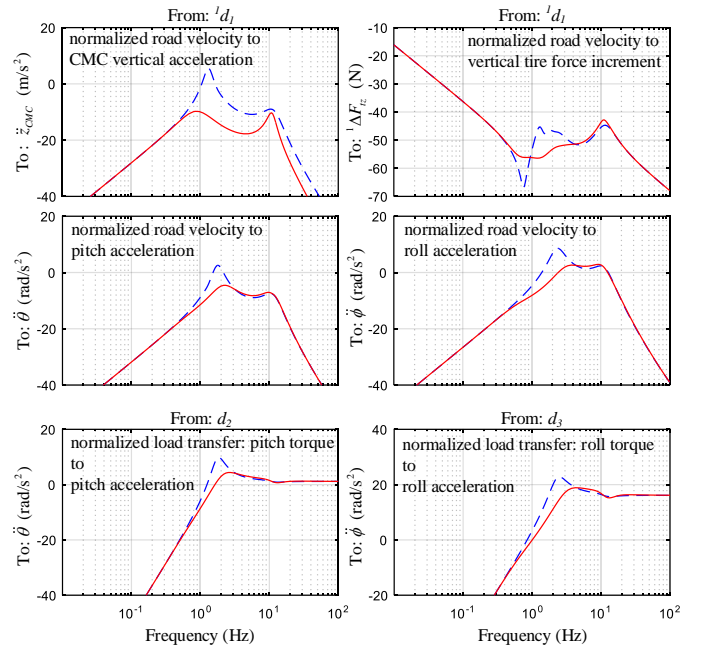 From: ¹d₁
normalized road velocity to
CMC vertical acceleration
To: z̈_CMC (m/s²)
20
0
-20
-40
From: ¹d₁
normalized road velocity to
vertical tire force increment
To: ¹ΔF_tz (N)
-10
-20
-30
-40
-50
-60
-70
normalized road velocity to
pitch acceleration
To: θ̈ (rad/s²)
20
0
-20
-40
normalized road velocity to
roll acceleration
To: φ̈ (rad/s²)
20
0
-20
-40
From: d₂
normalized load transfer: pitch torque
to
pitch acceleration
To: θ̈ (rad/s²)
20
0
-20
-40
10⁻¹ 10⁰ 10¹ 10²
Frequency (Hz)
From: d₃
normalized load transfer: roll torque
to
roll acceleration
To: φ̈ (rad/s²)
40
20
0
-20
10⁻¹ 10⁰ 10¹ 10²
Frequency (Hz)